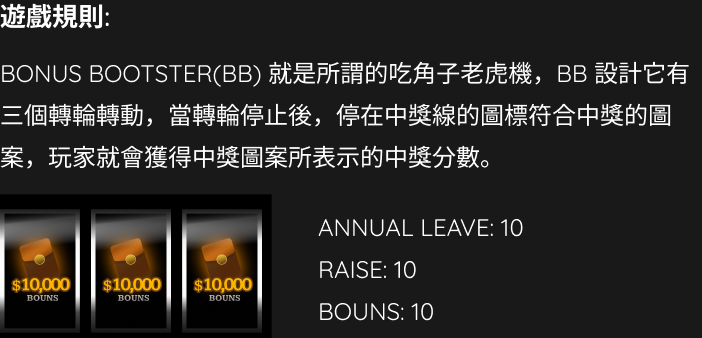 遊戲規則:
BONUS BOOTSTER(BB) 就是所謂的吃角子老虎機，BB 設計它有
三個轉輪轉動，當轉輪停止後，停在中獎線的圖標符合中獎的圖
案，玩家就會獲得中獎圖案所表示的中獎分數。
$10,000 $10,000 $10,000
BOUNS BOUNS BOUNS
ANNUAL LEAVE: 10
RAISE: 10
BOUNS: 10